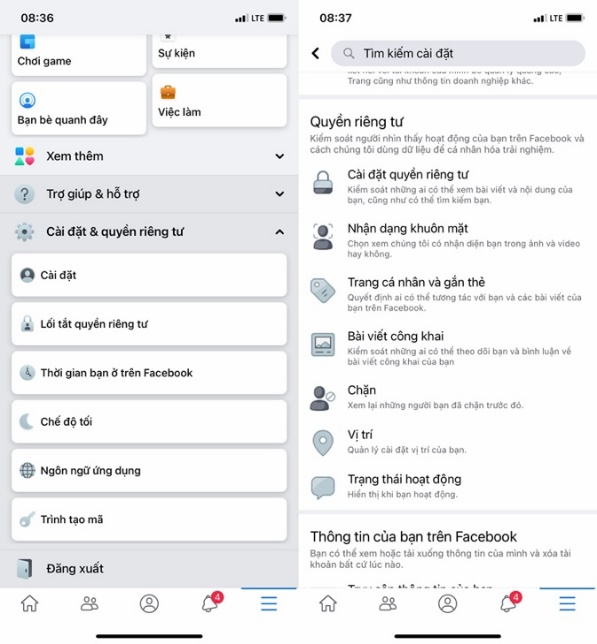 08:36
LTE
Chơi game
Sự kiện
Bạn bè quanh đây
Việc làm
Xem thêm
Trợ giúp & hỗ trợ
Cài đặt & quyền riêng tư
Cài đặt
Lối tắt quyền riêng tư
Thời gian bạn ở trên Facebook
Chế độ tối
Ngôn ngữ ứng dụng
Trình tạo mã
Đăng xuất
4
08:37
LTE
Tìm kiếm cài đặt
Trang cũng như thông tin doanh nghiệp khác.
Quyền riêng tư
Kiểm soát người nhìn thấy hoạt động của bạn trên Facebook và
cách chúng tôi dùng dữ liệu để cá nhân hóa trải nghiệm.
Cài đặt quyền riêng tư
Kiểm soát những ai có thể xem bài viết và nội dung của
bạn, cũng như có thể tìm kiếm bạn.
Nhận dạng khuôn mặt
Chọn xem chúng tôi có nhận diện bạn trong ảnh và video
hay không.
Trang cá nhân và gắn thẻ
Quyết định ai có thể tương tác với bạn và các bài viết của
bạn trên Facebook.
Bài viết công khai
Kiểm soát những ai có thể theo dõi bạn và bình luận về
bài viết công khai của bạn
Chặn
Xem lại những người bạn đã chặn trước đó.
Vị trí
Quản lý cài đặt vị trí của bạn.
Trạng thái hoạt động
Hiển thị khi bạn hoạt động.
Thông tin của bạn trên Facebook
Bạn có thể xem hoặc tải xuống thông tin của mình và xóa tài
khoản bất cứ lúc nào.
4